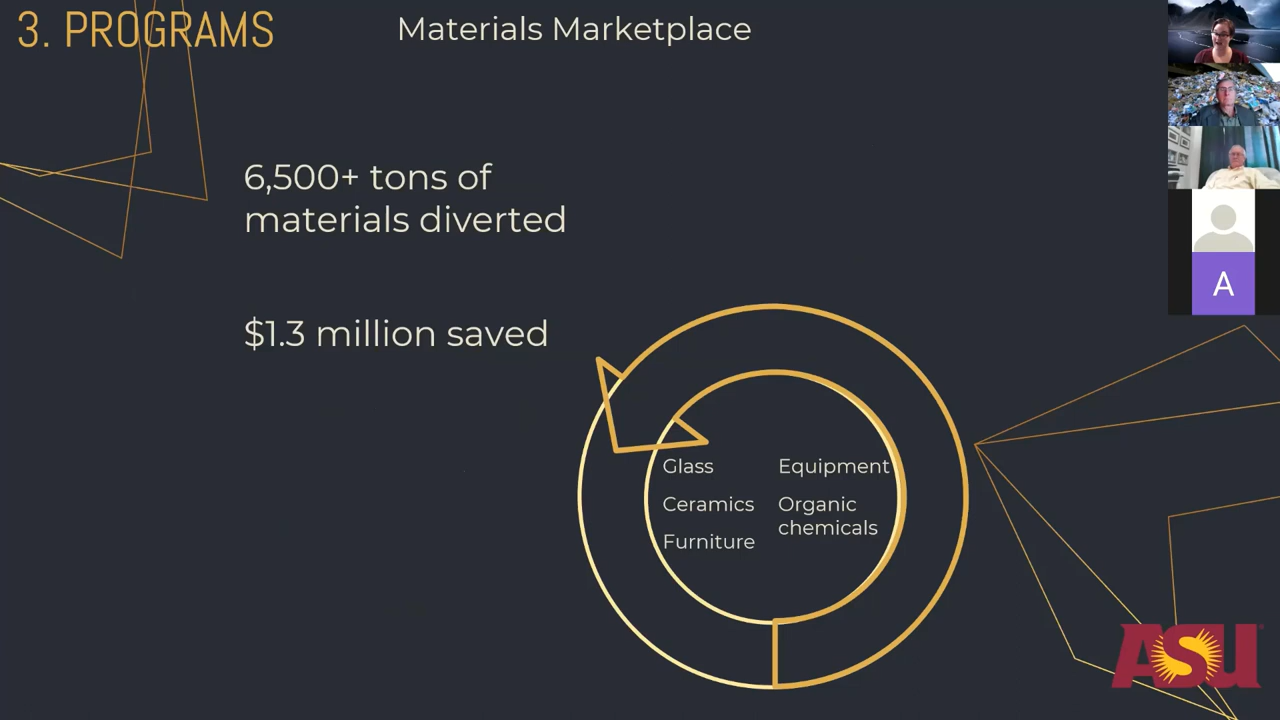 3. PROGRAMS
Materials Marketplace
6,500+ tons of
materials diverted
$1.3 million saved
Glass
Ceramics
Furniture
Equipment
Organic
chemicals
A
ASU